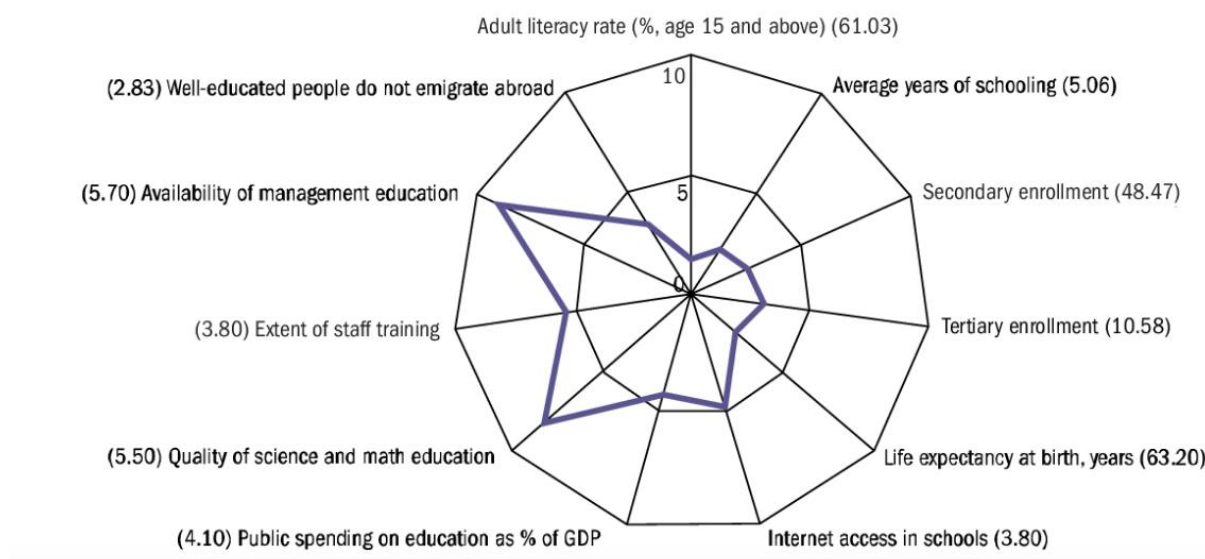 Adult literacy rate (%, age 15 and above) (61.03)
10
(2.83) Well-educated people do not emigrate abroad
Average years of schooling (5.06)
(5.70) Availability of management education
5
Secondary enrollment (48.47)
0
(3.80) Extent of staff training
Tertiary enrollment (10.58)
(5.50) Quality of science and math education
Life expectancy at birth, years (63.20)
(4.10) Public spending on education as % of GDP
Internet access in schools (3.80)